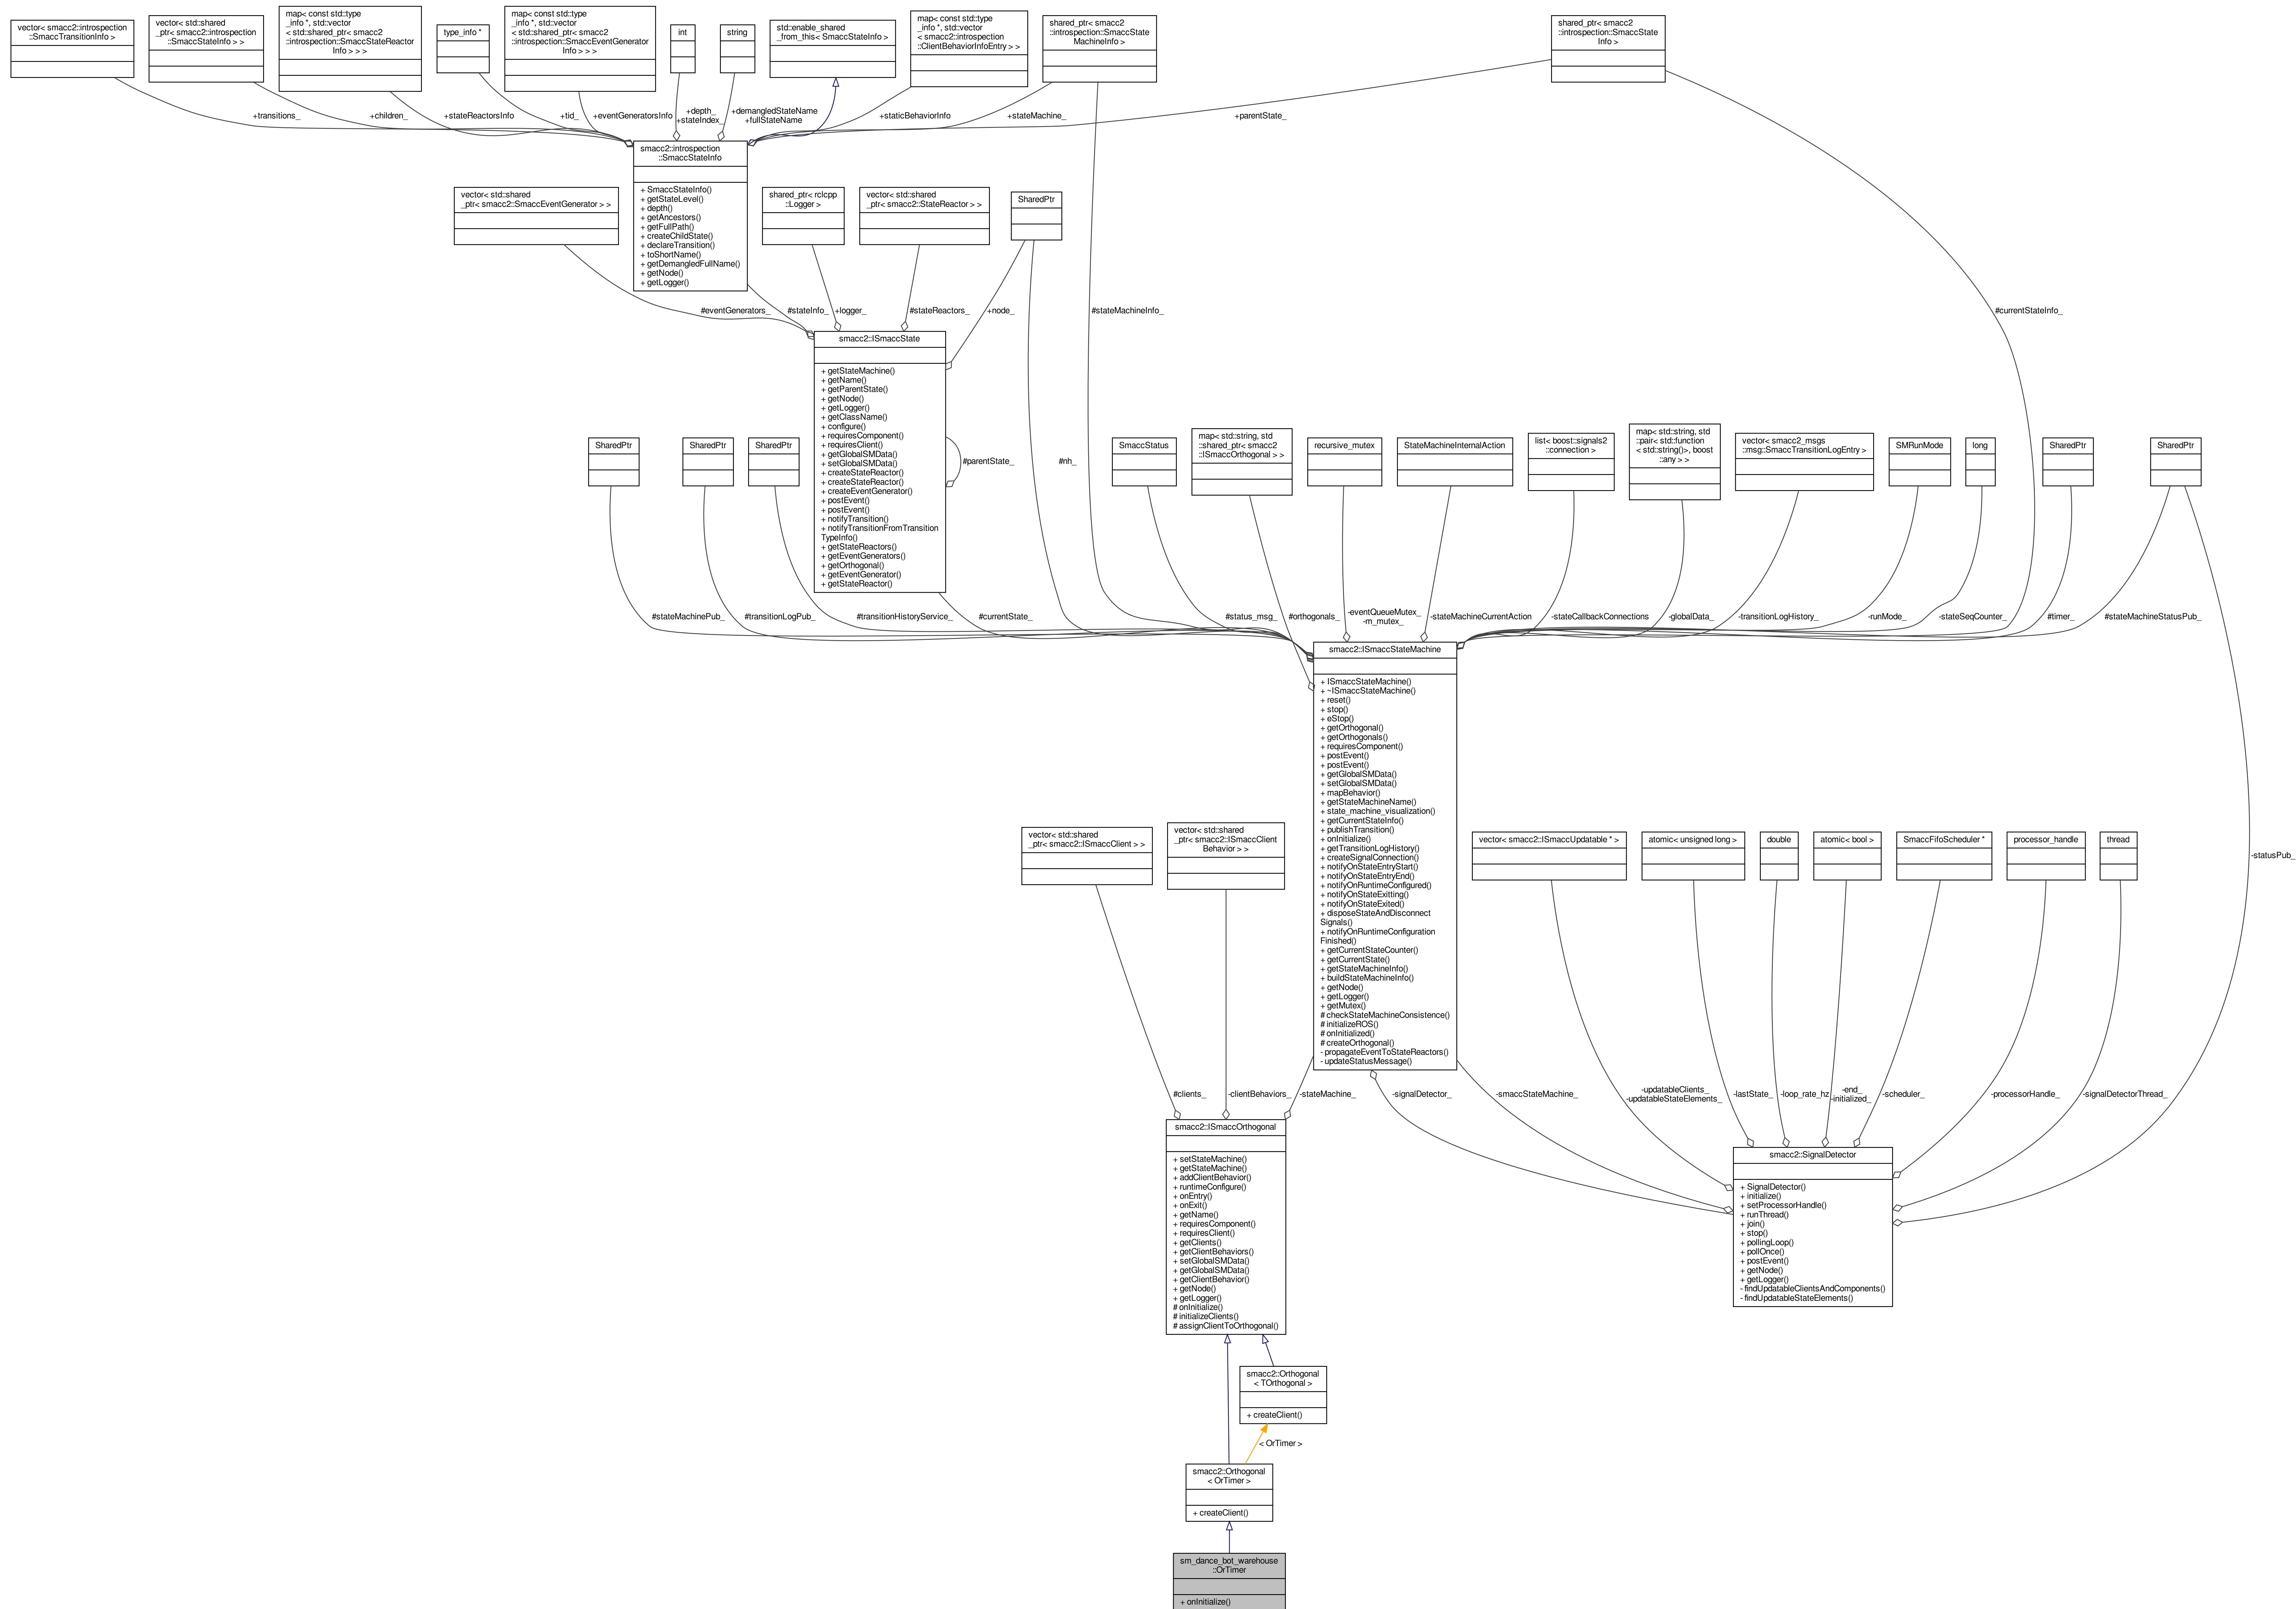 vector< smacc2::introspection
::SmaccTransitionInfo >
vector< std::shared
_ptr< smacc2::introspection
::SmaccStateInfo > >
map< const std::type
_info *, std::vector
< std::shared_ptr< smacc2
::introspection::SmaccStateReactor
Info > > >
type_info *
map< const std::type
_info *, std::vector
< std::shared_ptr< smacc2
::introspection::SmaccEventGenerator
Info > > >
int
string
std::enable_shared
_from_this< SmaccStateInfo >
map< const std::type
_info *, std::vector
< smacc2::introspection
::ClientBehaviorInfoEntry > >
shared_ptr< smacc2
::introspection::SmaccState
MachineInfo >
shared_ptr< smacc2
::introspection::SmaccState
Info >
+transitions_
+children_
+stateReactorsInfo
+tid_
+eventGeneratorsInfo
+depth_
+stateIndex_
+demangledStateName
+fullStateName
+staticBehaviorInfo
+stateMachine_
+parentState_
smacc2::introspection
::SmaccStateInfo
+ SmaccStateInfo()
+ getStateLevel()
+ depth()
+ getAncestors()
+ getFullPath()
+ createChildState()
+ declareTransition()
+ toShortName()
+ getDemangledFullName()
+ getNode()
+ getLogger()
vector< std::shared
_ptr< smacc2::SmaccEventGenerator > >
shared_ptr< rclcpp
::Logger >
vector< std::shared
_ptr< smacc2::StateReactor > >
SharedPtr
#eventGenerators_
#stateInfo_
+logger_
#stateReactors_
+node_
#stateMachineInfo_
#currentStateInfo_
smacc2::ISmaccState
+ getStateMachine()
+ getName()
+ getParentState()
+ getNode()
+ getLogger()
+ getClassName()
+ configure()
+ requiresComponent()
+ requiresClient()
+ getGlobalSMData()
+ setGlobalSMData()
+ createStateReactor()
+ createStateReactor()
+ createEventGenerator()
+ postEvent()
+ postEvent()
+ notifyTransition()
+ notifyTransitionFromTransition
TypeInfo()
+ getStateReactors()
+ getEventGenerators()
+ getOrthogonal()
+ getEventGenerator()
+ getStateReactor()
#parentState_
#nh_
SharedPtr
SharedPtr
SharedPtr
SmaccStatus
map< std::string, std
::shared_ptr< smacc2
::ISmaccOrthogonal > >
recursive_mutex
StateMachineInternalAction
list< boost::signals2
::connection >
map< std::string, std
::pair< std::function
< std::string()>, boost
::any > >
vector< smacc2_msgs
::msg::SmaccTransitionLogEntry >
SMRunMode
long
SharedPtr
SharedPtr
#stateMachinePub_
#transitionLogPub_
#transitionHistoryService_
#currentState_
#status_msg_
#orthogonals_
-eventQueueMutex_
-m_mutex_
-stateMachineCurrentAction
-stateCallbackConnections
-globalData_
-transitionLogHistory_
-runMode_
-stateSeqCounter_
#timer_
#stateMachineStatusPub_
smacc2::ISmaccStateMachine
+ ISmaccStateMachine()
+ ~ISmaccStateMachine()
+ reset()
+ stop()
+ eStop()
+ getOrthogonal()
+ getOrthogonals()
+ requiresComponent()
+ postEvent()
+ postEvent()
+ getGlobalSMData()
+ setGlobalSMData()
+ mapBehavior()
+ getStateMachineName()
+ state_machine_visualization()
+ getCurrentStateInfo()
+ publishTransition()
+ onInitialize()
+ getTransitionLogHistory()
+ createSignalConnection()
+ notifyOnStateEntryStart()
+ notifyOnStateEntryEnd()
+ notifyOnRuntimeConfigured()
+ notifyOnStateExitting()
+ notifyOnStateExited()
+ disposeStateAndDisconnect
Signals()
+ notifyOnRuntimeConfiguration
Finished()
+ getCurrentStateCounter()
+ getCurrentState()
+ getStateMachineInfo()
+ buildStateMachineInfo()
+ getNode()
+ getLogger()
+ getMutex()
# checkStateMachineConsistence()
# initializeROS()
# onInitialized()
# createOrthogonal()
- propagateEventToStateReactors()
- updateStatusMessage()
vector< std::shared
_ptr< smacc2::ISmaccClient > >
vector< std::shared
_ptr< smacc2::ISmaccClient
Behavior > >
vector< smacc2::ISmaccUpdatable * >
atomic< unsigned long >
double
atomic< bool >
SmaccFifoScheduler *
processor_handle
thread
-statusPub_
#clients_
-clientBehaviors_
-stateMachine_
-signalDetector_
-smaccStateMachine_
-updatableClients_
-updatableStateElements_
-lastState_
-loop_rate_hz
-end_
-initialized_
-scheduler_
-processorHandle_
-signalDetectorThread_
smacc2::ISmaccOrthogonal
+ setStateMachine()
+ getStateMachine()
+ addClientBehavior()
+ runtimeConfigure()
+ onEntry()
+ onExit()
+ getName()
+ requiresComponent()
+ requiresClient()
+ getClients()
+ getClientBehaviors()
+ setGlobalSMData()
+ getGlobalSMData()
+ getClientBehavior()
+ getNode()
+ getLogger()
# onInitialize()
# initializeClients()
# assignClientToOrthogonal()
smacc2::SignalDetector
+ SignalDetector()
+ initialize()
+ setProcessorHandle()
+ runThread()
+ join()
+ stop()
+ pollingLoop()
+ pollOnce()
+ postEvent()
+ getNode()
+ getLogger()
- findUpdatableClientsAndComponents()
- findUpdatableStateElements()
smacc2::Orthogonal
< TOrthogonal >
+ createClient()
< OrTimer >
smacc2::Orthogonal
< OrTimer >
+ createClient()
sm_dance_bot_warehouse
::OrTimer
+ onInitialize()